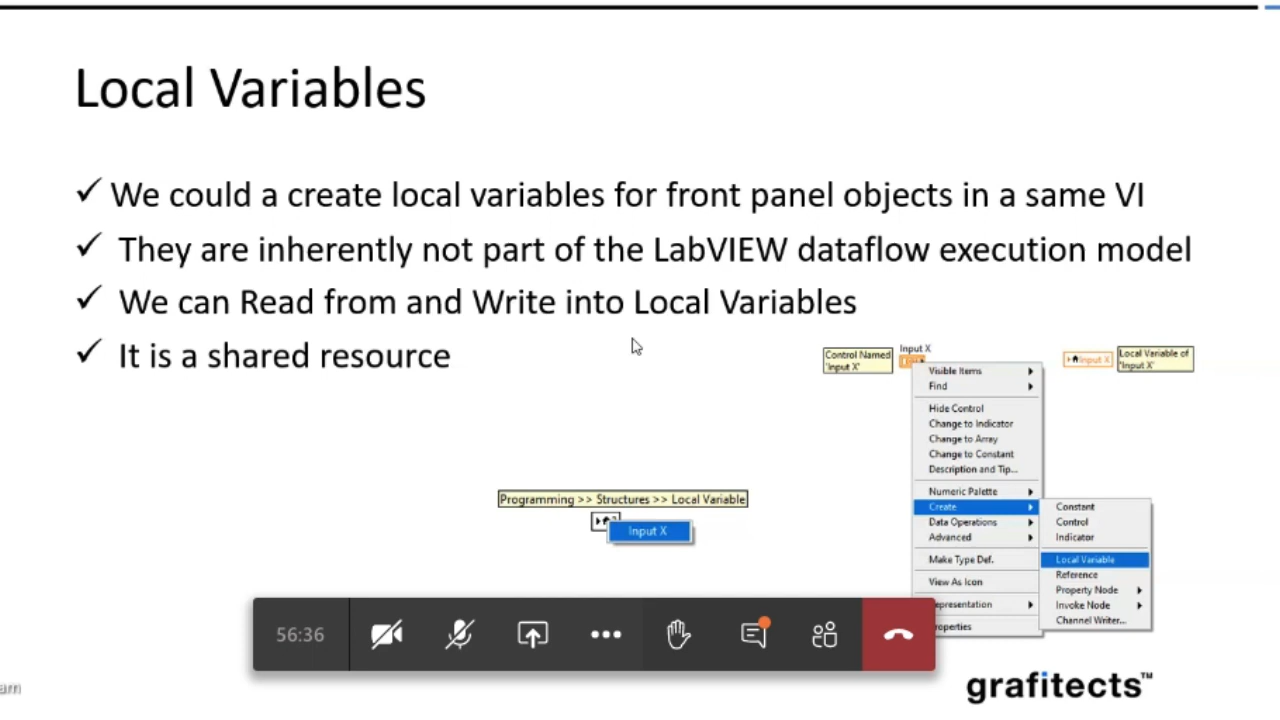 Local Variables
We could a create local variables for front panel objects in a same VI
They are inherently not part of the LabVIEW dataflow execution model
We can Read from and Write into Local Variables
It is a shared resource
Control Named
'Input X'
Input X
Input X
Local Variable of
'Input X'
Visible Items
Find
Hide Control
Change to Indicator
Change to Array
Change to Constant
Description and Tip...
Numeric Palette
Create
Data Operations
Advanced
Make Type Def.
View As Icon
epresentation
roperties
Constant
Control
Indicator
Local Variable
Reference
Property Node
Invoke Node
Channel Writer...
Programming >> Structures >> Local Variable
Input X
56:36
grafitects™